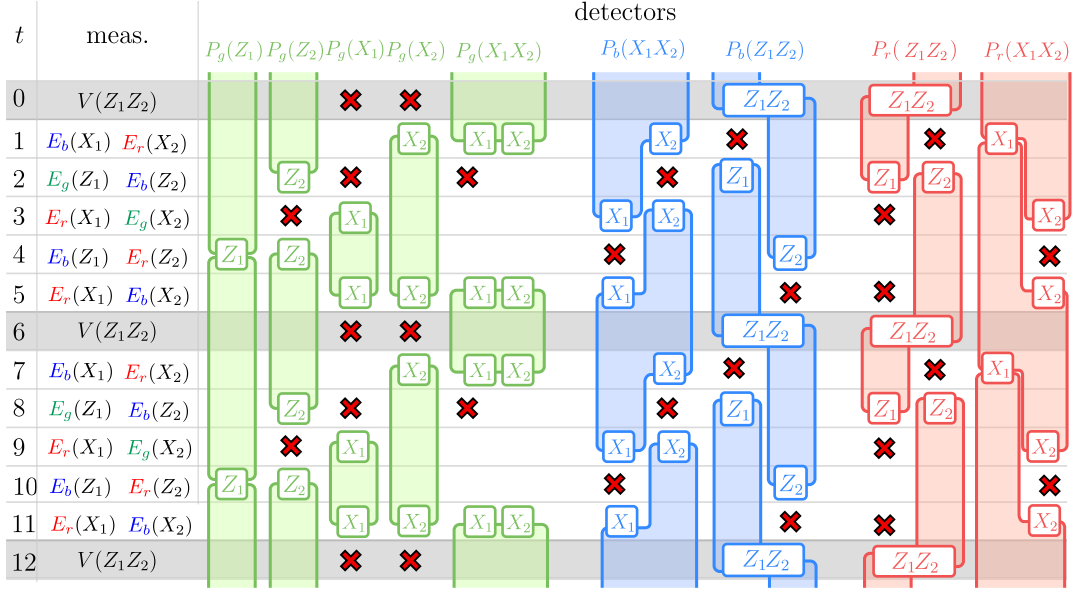 detectors
t meas. P_g(Z_1) P_g(Z_2) P_g(X_1) P_g(X_2) P_g(X_1X_2) P_b(X_1X_2) P_b(Z_1Z_2) P_r( Z_1Z_2) P_r(X_1X_2)
0 V(Z_1Z_2) Z_1Z_2 Z_1Z_2
1 E_b(X_1) E_r(X_2) X_2 X_1 X_2 X_2 X_1
2 E_g(Z_1) E_b(Z_2) Z_2 Z_1 Z_1 Z_2
3 E_r(X_1) E_g(X_2) X_1 X_1 X_2 X_2
4 E_b(Z_1) E_r(Z_2) Z_1 Z_2 Z_2
5 E_r(X_1) E_b(X_2) X_1 X_2 X_1 X_2 X_1 X_2
6 V(Z_1Z_2) Z_1Z_2 Z_1Z_2
7 E_b(X_1) E_r(X_2) X_2 X_1 X_2 X_2 X_1
8 E_g(Z_1) E_b(Z_2) Z_2 Z_1 Z_1 Z_2
9 E_r(X_1) E_g(X_2) X_1 X_1 X_2 X_2
10 E_b(Z_1) E_r(Z_2) Z_1 Z_2 Z_2
11 E_r(X_1) E_b(X_2) X_1 X_2 X_1 X_2 X_1 X_2
12 V(Z_1Z_2) Z_1Z_2 Z_1Z_2